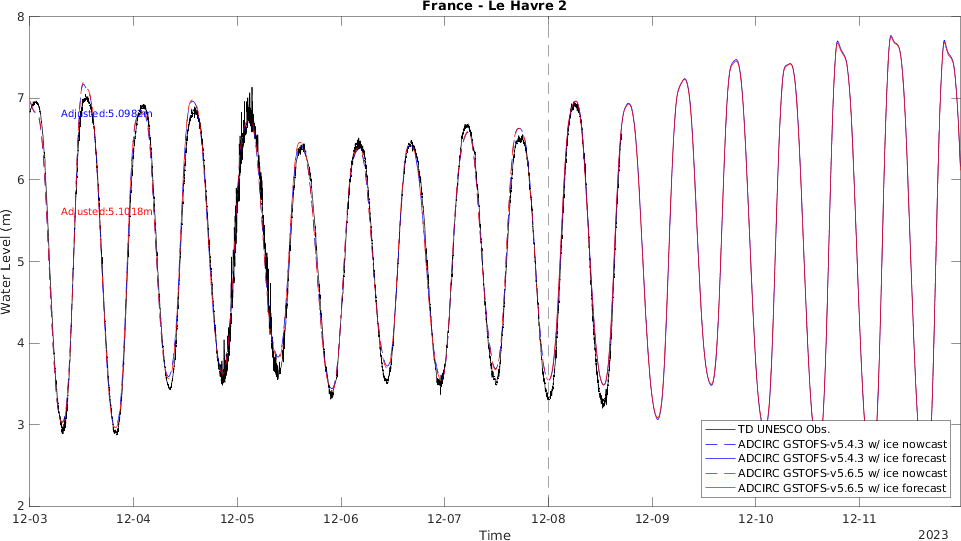 France - Le Havre 2
8
7
6
5
4
3
2
Water Level (m)
Adjusted:5.1018m
TD UNESCO Obs.
ADCIRC GSTOFS-v5.4.3 w/ ice nowcast
ADCIRC GSTOFS-v5.4.3 w/ ice forecast
ADCIRC GSTOFS-v5.6.5 w/ ice nowcast
ADCIRC GSTOFS-v5.6.5 w/ ice forecast
12-03 12-04 12-05 12-06 12-07 12-08 12-09 12-10 12-11
Time
2023